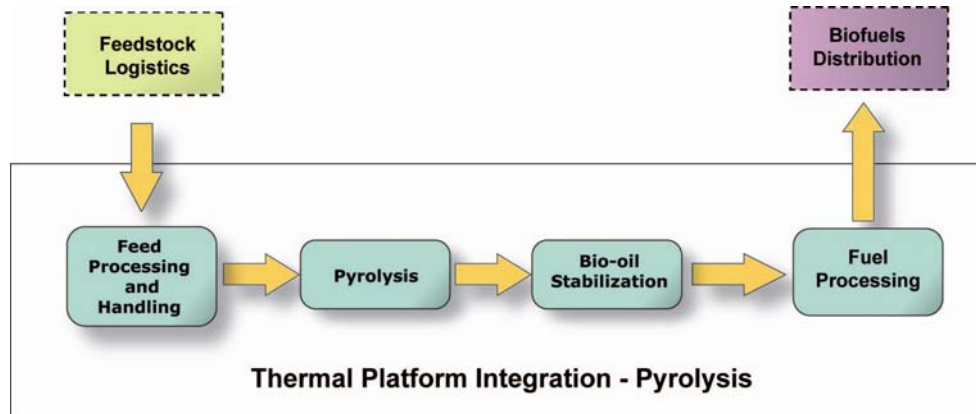 Feedstock
Logistics
Biofuels
Distribution
Feed
Processing
and
Handling
Pyrolysis
Bio-oil
Stabilization
Fuel
Processing
Thermal Platform Integration - Pyrolysis